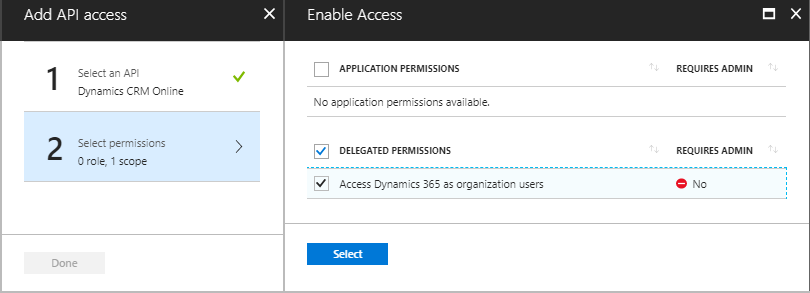 Add API access
1
Select an API
Dynamics CRM Online
2
Select permissions
0 role, 1 scope
Done
Enable Access
APPLICATION PERMISSIONS REQUIRES ADMIN
No application permissions available.
DELEGATED PERMISSIONS REQUIRES ADMIN
Access Dynamics 365 as organization users No
Select